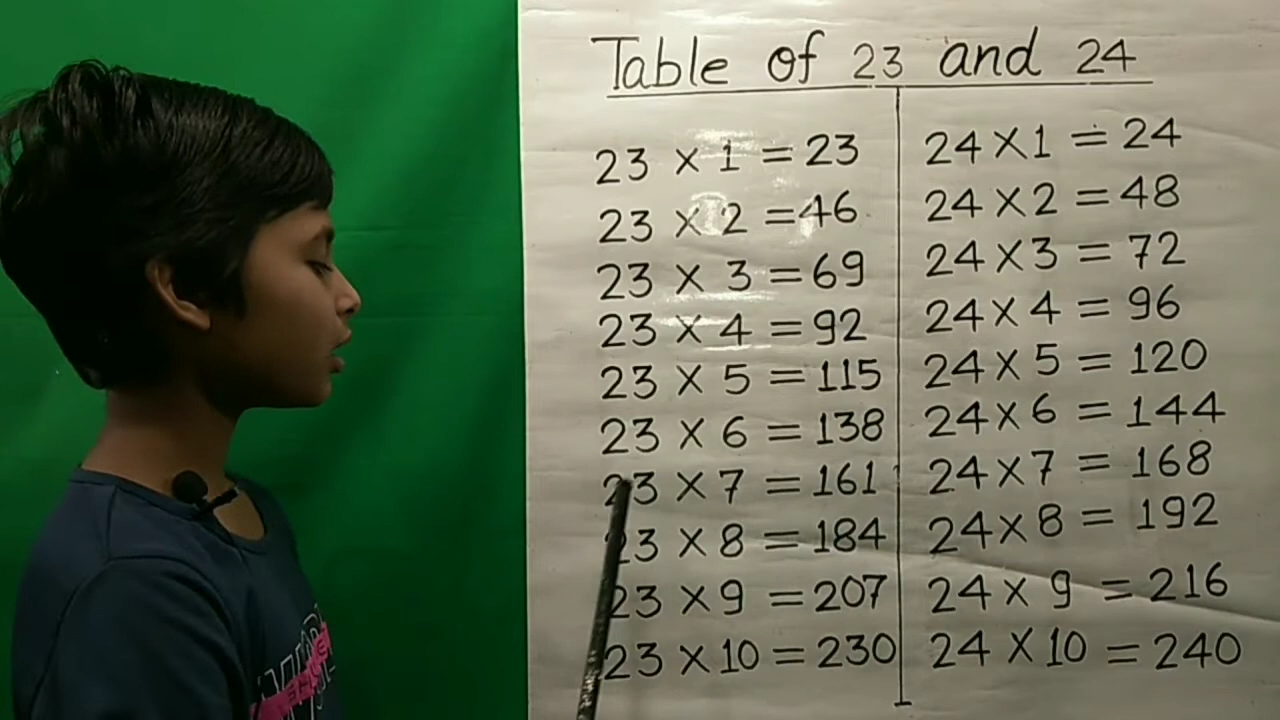 Table of 23 and 24
23 X 1 = 23
23 X 2 = 46
23 X 3 = 69
23 X 4 = 92
23 X 5 = 115
23 X 6 = 138
23 X 7 = 161
23 X 8 = 184
23 X 9 = 207
23 X 10 = 230
24 X 1 = 24
24 X 2 = 48
24 X 3 = 72
24 X 4 = 96
24 X 5 = 120
24 X 6 = 144
24 X 7 = 168
24 X 8 = 192
24 X 9 = 216
24 X 10 = 240